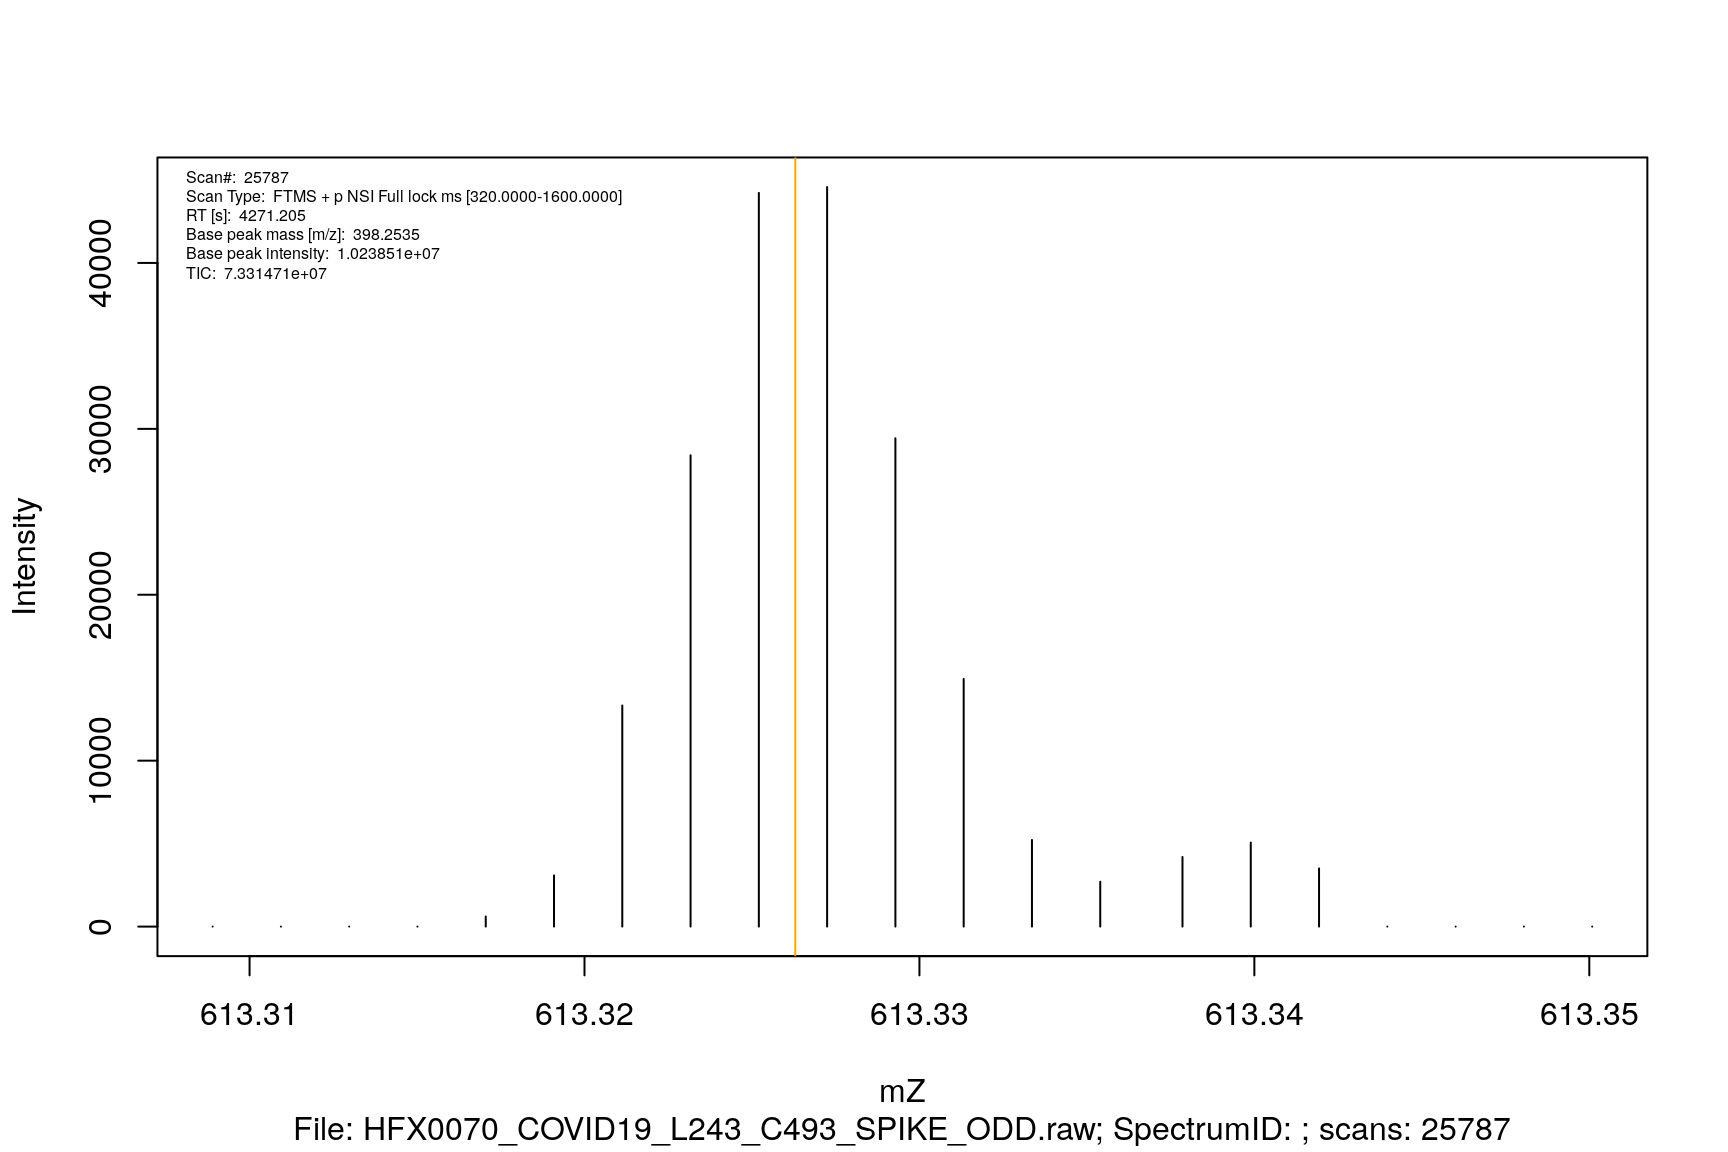 Scan#: 25787
Scan Type: FTMS + p NSI Full lock ms [320.0000-1600.0000]
RT [s]: 4271.205
Base peak mass [m/z]: 398.2535
Base peak intensity: 1.023851e+07
TIC: 7.331471e+07
Intensity
40000
30000
20000
10000
0
613.31 613.32 613.33 613.34 613.35
mZ
File: HFX0070_COVID19_L243_C493_SPIKE_ODD.raw; SpectrumID: ; scans: 25787